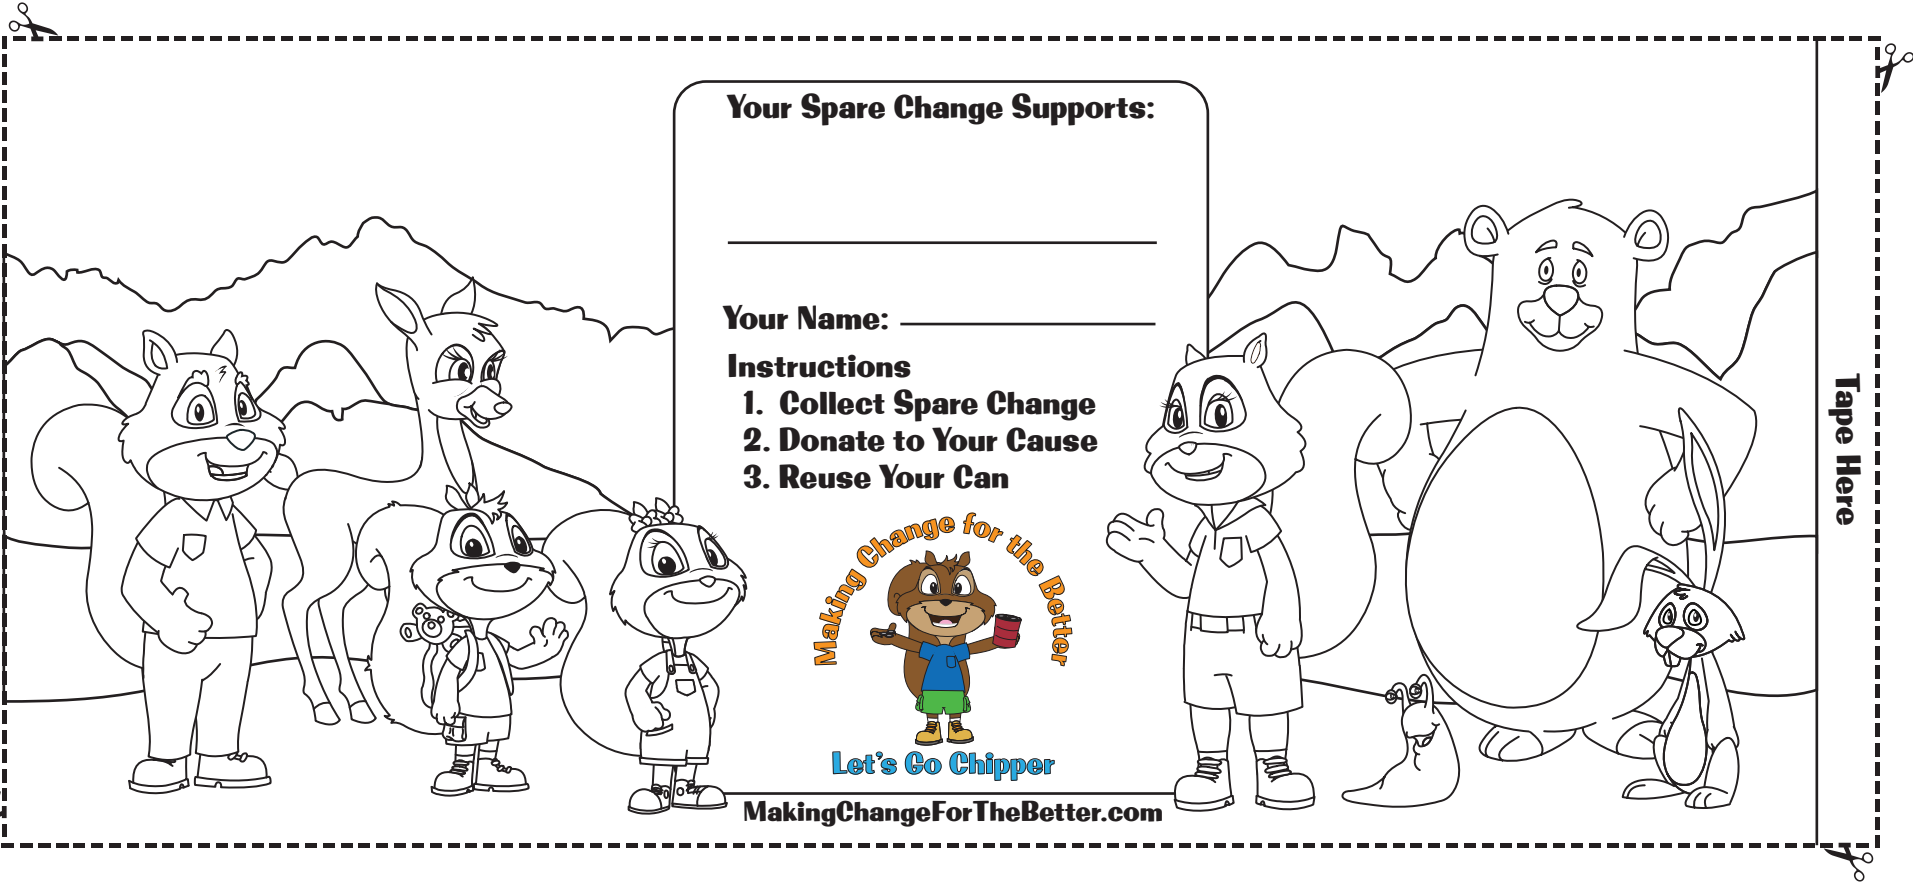 Your Spare Change Supports:
Your Name:
Instructions
1. Collect Spare Change
2. Donate to Your Cause
3. Reuse Your Can
Making Change for the Better
Let's Go Chipper
MakingChangeForTheBetter.com
Tape Here